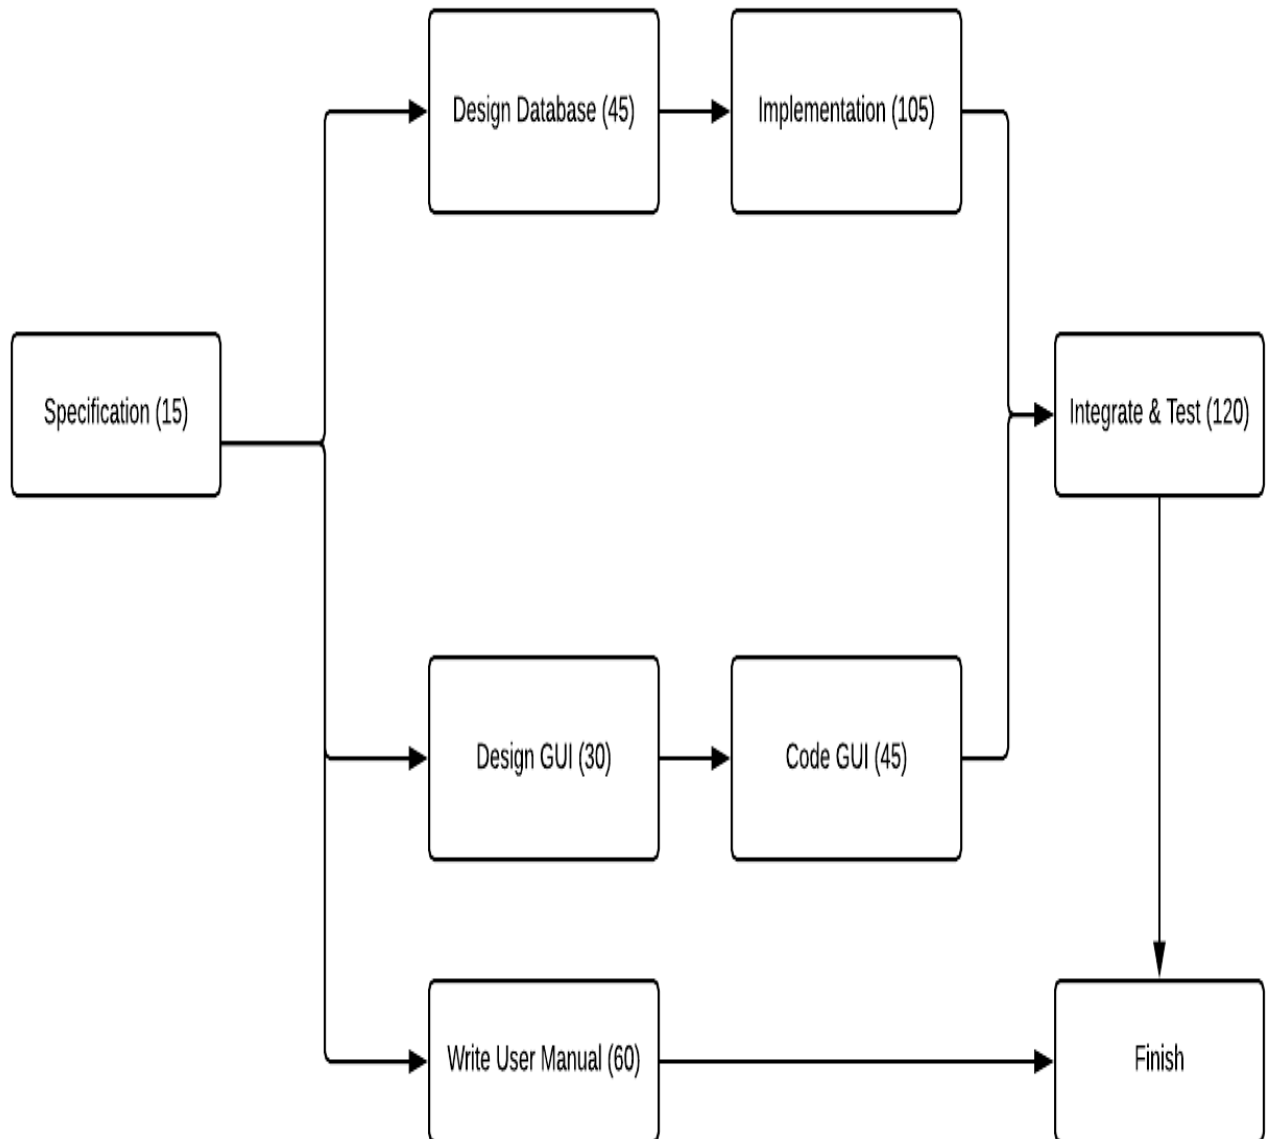 Design Database (45)
Implementation (105)
Specification (15)
Integrate & Test (120)
Design GUI (30)
Code GUI (45)
Write User Manual (60)
Finish